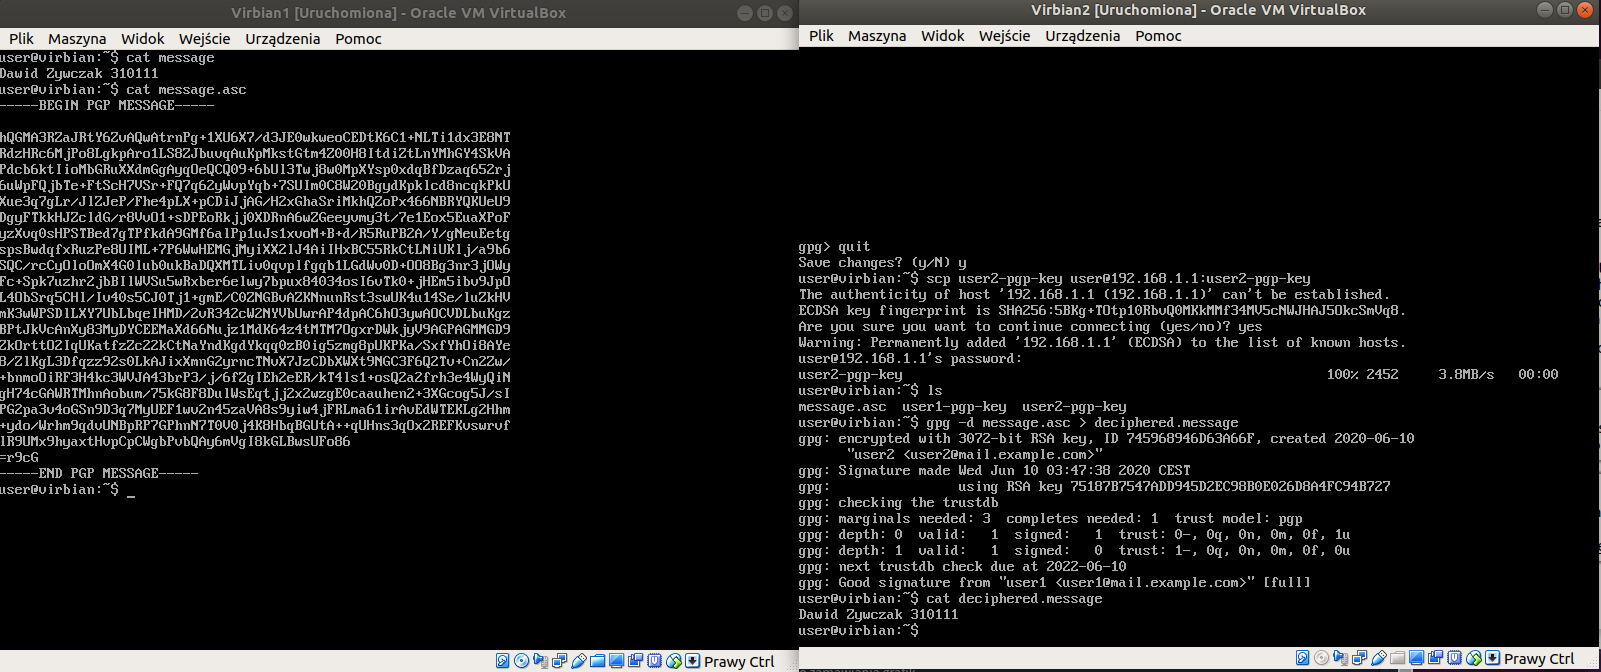 Virbian1 [Uruchomiona] - Oracle VM VirtualBox
Plik Maszyna Widok Wejście Urządzenia Pomoc
user@virbian:~$ cat message
Dawid Zywczak 310111
user@virbian:~$ cat message.asc
-----BEGIN PGP MESSAGE-----
hQGMA3RZaJRtY6ZvAQwAtrnPg+1XU6X7/d3JE0wkweoCEDtK6C1+NLTi1dx3E8NT
RdzHRc6MjPo8LgkpAro1LS8ZJbuvqAuKpMkstGtm4Z00H8ItdiZtLnYMhGY4SkVA
Pdcb6ktIioMbGRuXXdmGgAyqOeQCQ09+6bUl3Twj8w0MpXYsp0xdqBfDzaq652rj
6uWpFQjbTe+FtScH7VSr+FQ7q62yWvpYqb+7SUIm0C8W20BgydKpklcd8ncqkPkU
Xue3q7gLr/JlZJeP/Fhe4pLX+pCDiJjAG/H2xGhaSriMkhQZoPx466NBRYQKUeU9
DgyFTkkHJZcldG/r8VvO1+sDPEoRkjj0XDRnA6wZGeeyvmy3t/7e1Eox5EuaXPoF
yzXvq0sHPSTBed7gTPfkdA9GMf6alPp1uJs1xvoM+B+d/R5RuPB2A/Y/gNeuEetg
spsBwdqfxRuzPe8UIML+7P6WwHEMGjMyiXX2lJ4AiIHxBC55RkCtLNiUKlj/a9b6
SQC/rcCyOloOmX4G0lub0ukBaDQXMTLiv0qvplfgqb1LGdWv0D+O08Bg3nr3jOWy
Fc+Spk7uzhr2jbBIlWVSu5wRxber6elwy7bpux84034osI6vTk0+jHEm5ibv9JpO
L4ObSrq5CHl/Iv40s5CJ0Tj1+gmE/C0ZNGBvAZKNnunRst3swUK4u14Se/luZkHV
mK3wWPSDlLXY7UbLbqeIHMD/2vR342cW2NYVbUwrAP4dpAC6hO3ywAOCVDLbuKgz
BPtJkVcAnXy83MyDYCEEMaXd66Nujz1MdK64z4tMTM7OgxrDWkjyV9AGPAGMMGD9
ZkOrttO2IqUKatfzZc22kCtNaYndKgdYkqq0zB0ig5zmg8pUKPKa/SxfYhOi8AYe
B/ZlKgL3Dfqzz92s0LkAJixXmnG2yrncTNvX7JzCDbXWXt9NGC3F6Q2Tv+Cn2Zw/
+bnmoOiRF3H4kc3WVJA43brP3/j/6fZgIEh2eER/kT4ls1+osQ2a2frh3e4WyQiN
gH74cGAWRTMhnAobum/75kG8F8DulWsEqtjj2x2wzgE0caauhen2+3XGcog5J/sI
PG2pa3v4oGSn9D3q7MyUEF1wv2n45zaVA8s9yiw4jFRLma61irAvEdWTEKLg2Hhm
+ydo/Wrhm9qdvUNBpRP7GPhnN7T0V0j4K8HbqBGUtA++qUHns3qOx2REFKvswrvf
lR9UMx9hyaxtHvpCpCWgbPvbQAy6mVgI8kGLBwsUFo86
=r9cG
-----END PGP MESSAGE-----
user@virbian:~$ _
Prawy Ctrl
Virbian2 [Uruchomiona] - Oracle VM VirtualBox
Plik Maszyna Widok Wejście Urządzenia Pomoc
gpg> quit
Save changes? (y/N) y
user@virbian:~$ scp user2-pgp-key user@192.168.1.1:user2-pgp-key
The authenticity of host '192.168.1.1 (192.168.1.1)' can't be established.
ECDSA key fingerprint is SHA256:5BKg+TOtp10RbvQ0MKkMMf34MV5cNWJHAJ5OkcSmVq8.
Are you sure you want to continue connecting (yes/no)? yes
Warning: Permanently added '192.168.1.1' (ECDSA) to the list of known hosts.
user@192.168.1.1's password:
user2-pgp-key 100% 2452 3.8MB/s 00:00
user@virbian:~$ ls
message.asc user1-pgp-key user2-pgp-key
user@virbian:~$ gpg -d message.asc > deciphered.message
gpg: encrypted with 3072-bit RSA key, ID 745968946D63A66F, created 2020-06-10
"user2 <user2@mail.example.com>"
gpg: Signature made Wed Jun 10 03:47:38 2020 CEST
gpg: using RSA key 75187B7547ADD945D2EC98B0E026D8A4FC94B727
gpg: checking the trustdb
gpg: marginals needed: 3 completes needed: 1 trust model: pgp
gpg: depth: 0 valid: 1 signed: 1 trust: 0-, 0q, 0n, 0m, 0f, 1u
gpg: depth: 1 valid: 1 signed: 0 trust: 1-, 0q, 0n, 0m, 0f, 0u
gpg: next trustdb check due at 2022-06-10
gpg: Good signature from "user1 <user1@mail.example.com>" [full]
user@virbian:~$ cat deciphered.message
Dawid Zywczak 310111
user@virbian:~$
Prawy Ctrl